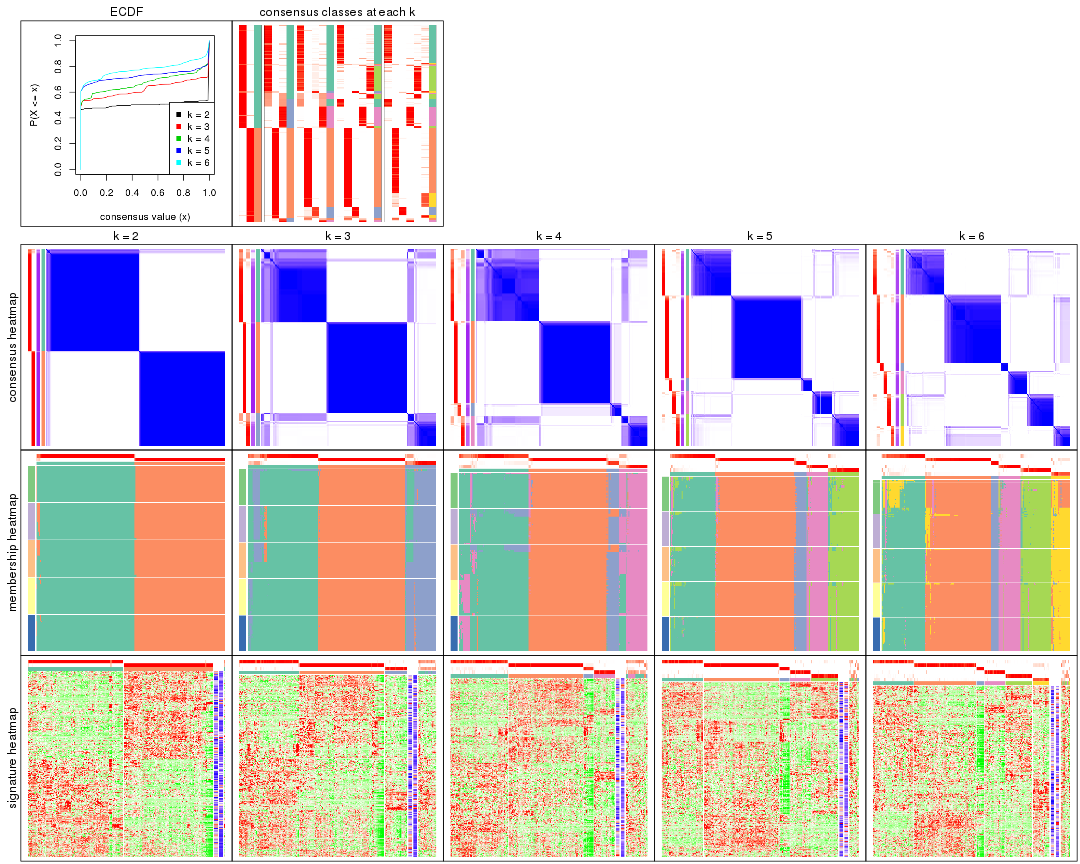 ECDF
consensus classes at each k
P(X <= x)
0.0 0.2 0.4 0.6 0.8 1.0
k = 2
k = 3
k = 4
k = 5
k = 6
0.0 0.2 0.4 0.6 0.8 1.0
consensus value (x)
k = 2
k = 3
k = 4
k = 5
k = 6
consensus heatmap
membership heatmap
signature heatmap